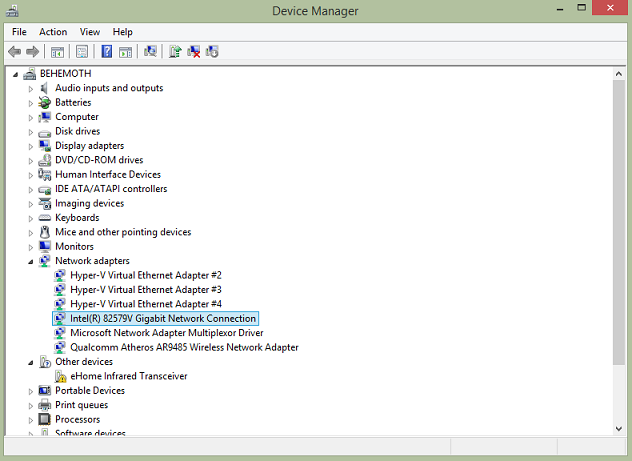 Device Manager
File Action View Help
BEHEMOTH
Audio inputs and outputs
Batteries
Computer
Disk drives
Display adapters
DVD/CD-ROM drives
Human Interface Devices
IDE ATA/ATAPI controllers
Imaging devices
Keyboards
Mice and other pointing devices
Monitors
Network adapters
Hyper-V Virtual Ethernet Adapter #2
Hyper-V Virtual Ethernet Adapter #3
Hyper-V Virtual Ethernet Adapter #4
Intel(R) 82579V Gigabit Network Connection
Microsoft Network Adapter Multiplexor Driver
Qualcomm Atheros AR9485 Wireless Network Adapter
Other devices
eHome Infrared Transceiver
Portable Devices
Print queues
Processors
Software devices